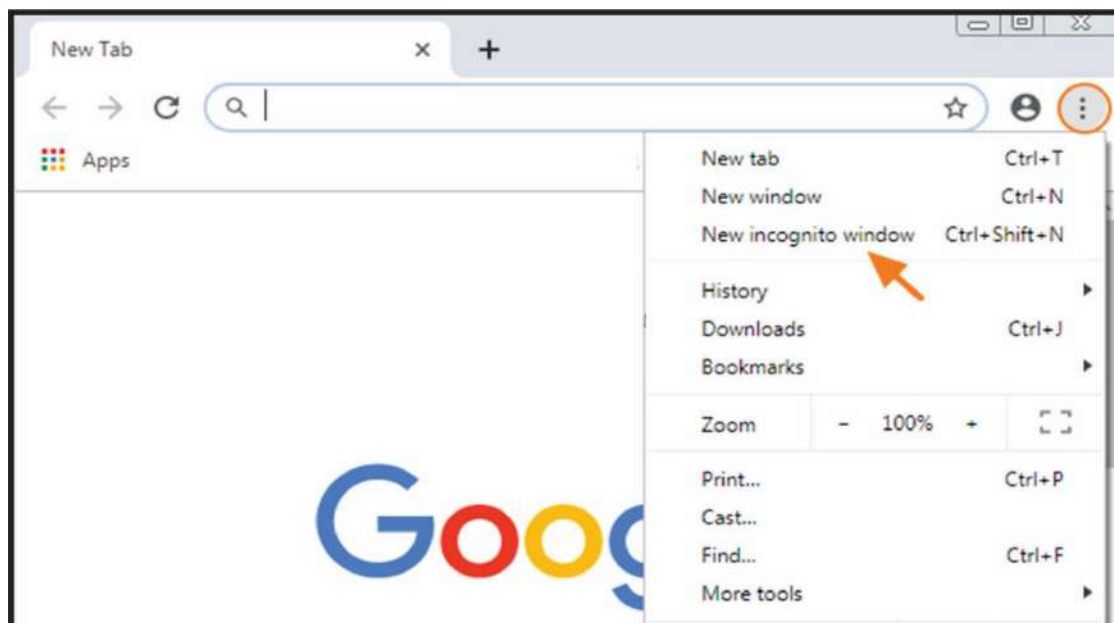 New Tab
Apps
New tab Ctrl+T
New window Ctrl+N
New incognito window Ctrl+Shift+N
History
Downloads Ctrl+J
Bookmarks
Zoom - 100% +
Print... Ctrl+P
Cast...
Find... Ctrl+F
More tools
Goog